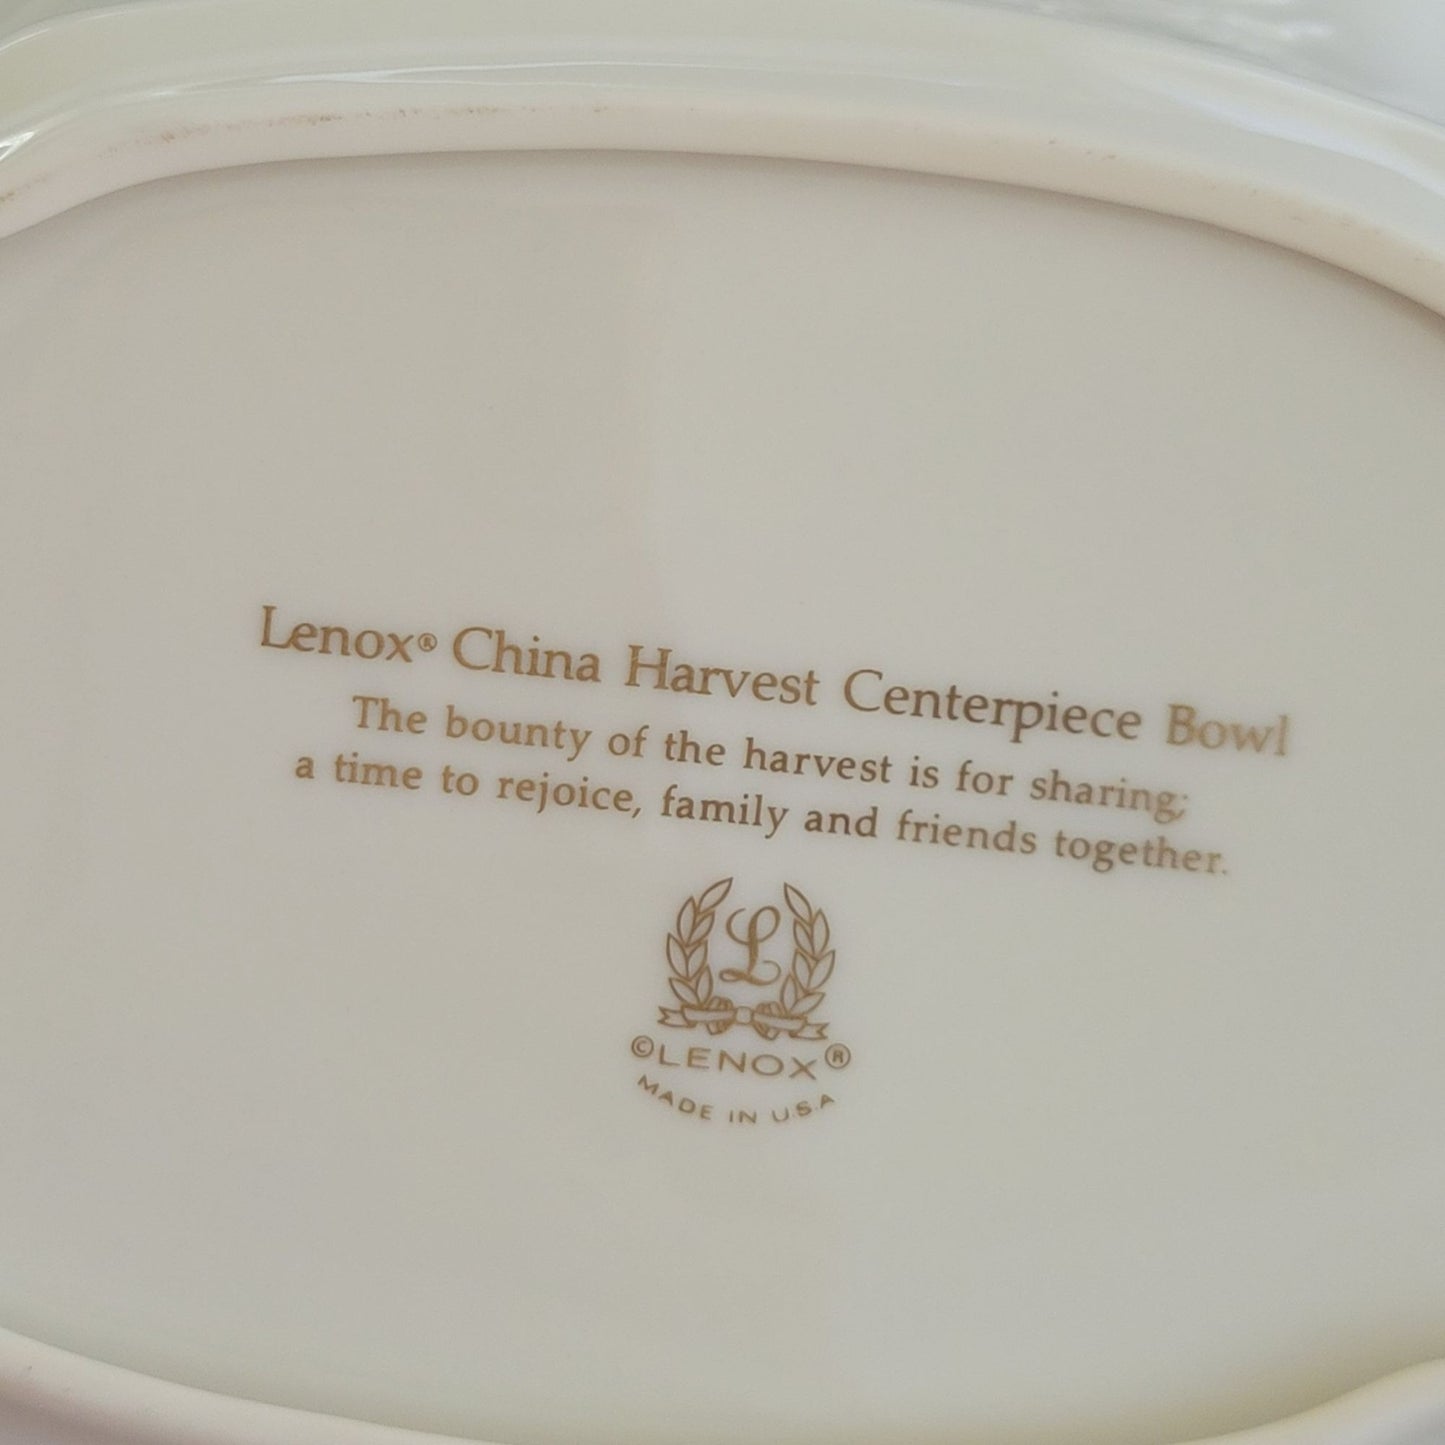 Lenox® China Harvest Centerpiece Bowl
The bounty of the harvest is for sharing;
a time to rejoice, family and friends together.
L
©LENOX®
MADE IN U.S.A